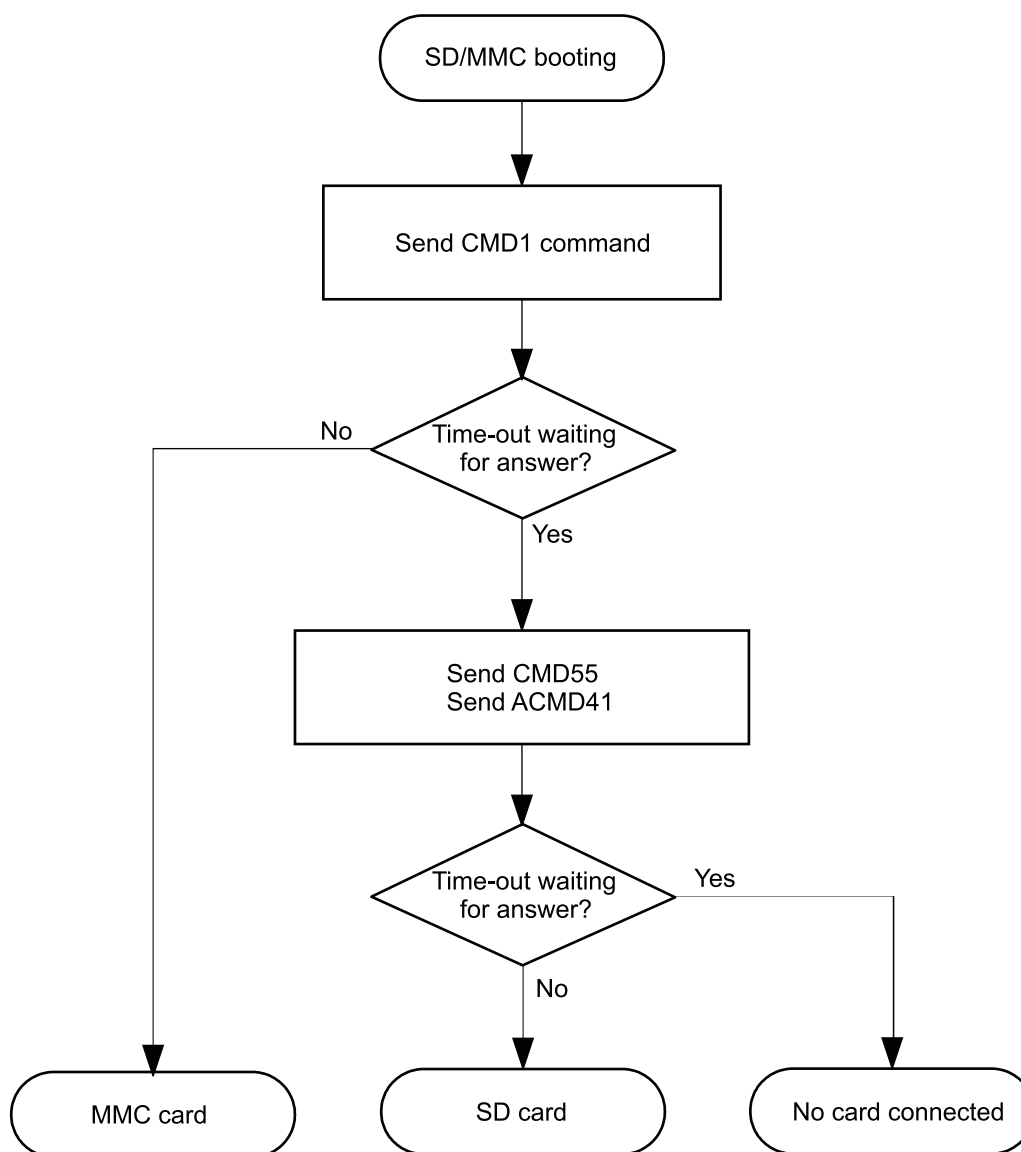 SD/MMC booting
Send CMD1 command
Time-out waiting
for answer?
No
Yes
Send CMD55
Send ACMD41
Time-out waiting
for answer?
Yes
No
MMC card
SD card
No card connected